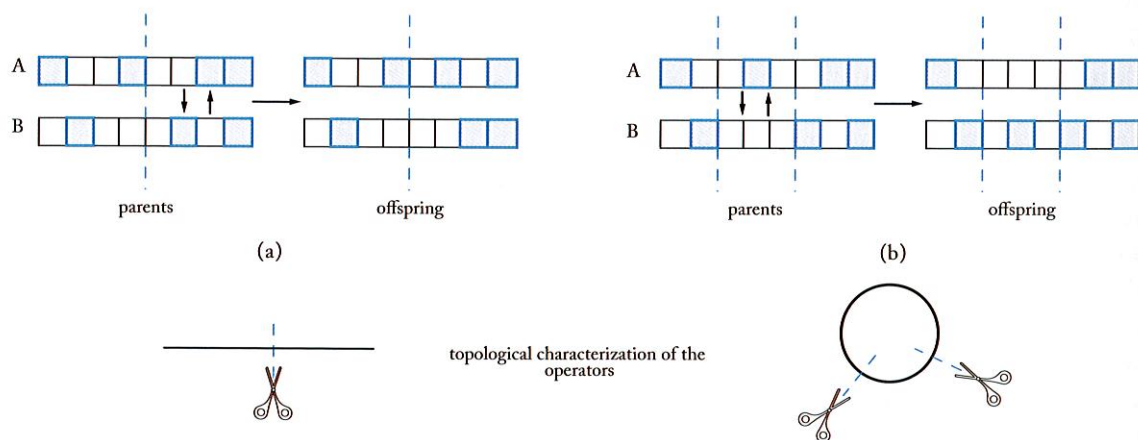 A
B
parents
offspring
(a)
A
B
parents
offspring
(b)
topological characterization of the
operators